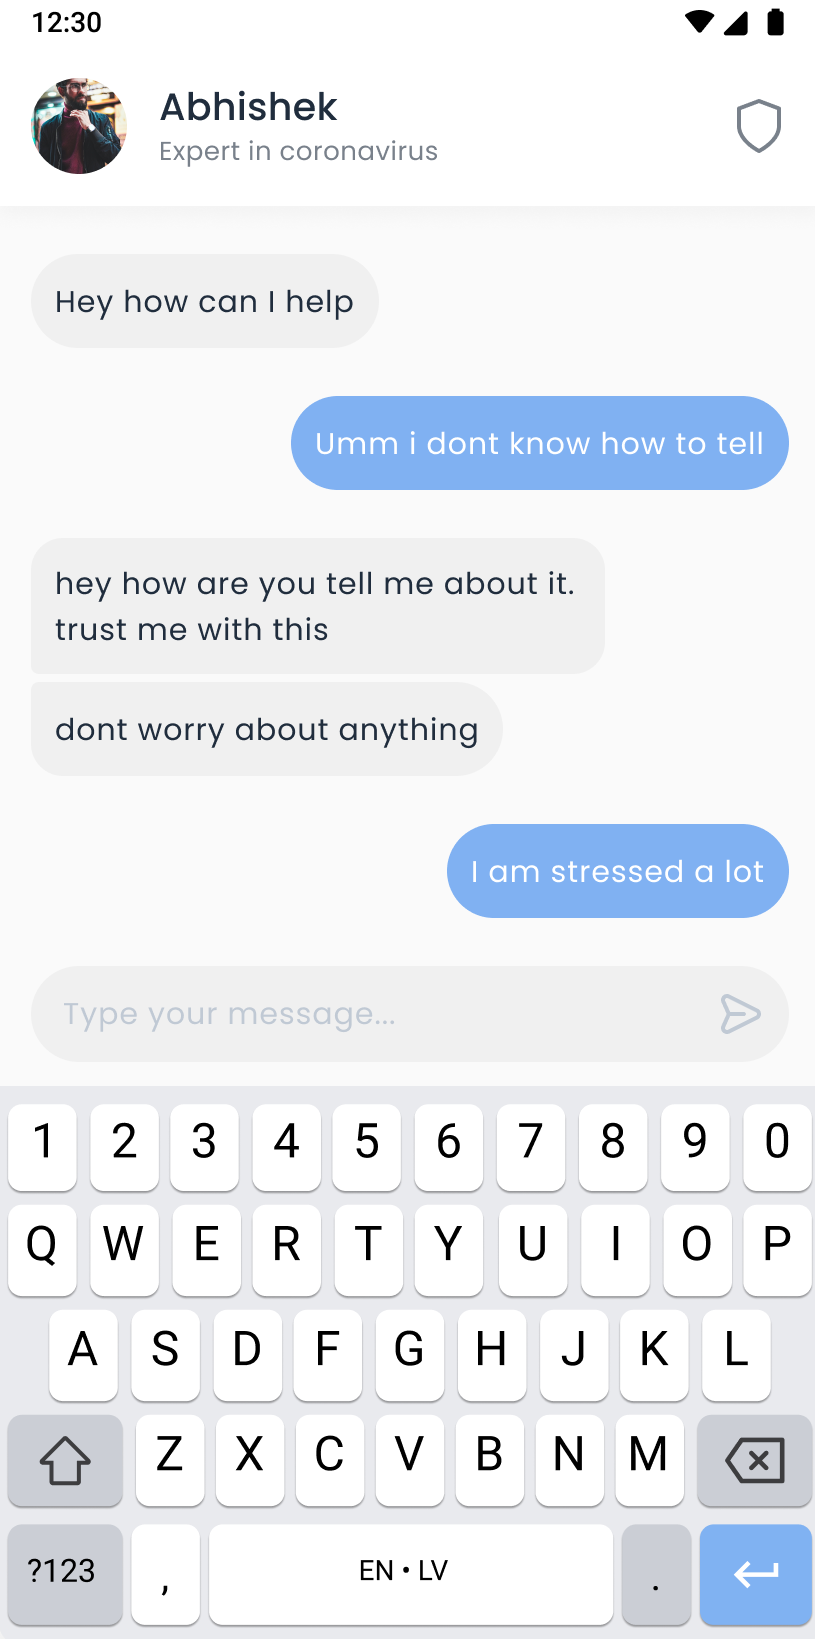 12:30
Abhishek
Expert in coronavirus
Hey how can I help
Umm i dont know how to tell
hey how are you tell me about it.
trust me with this
dont worry about anything
I am stressed a lot
Type your message...
1 2 3 4 5 6 7 8 9 0
Q W E R T Y U I O P
A S D F G H J K L
Z X C V B N M
?123 , EN • LV .